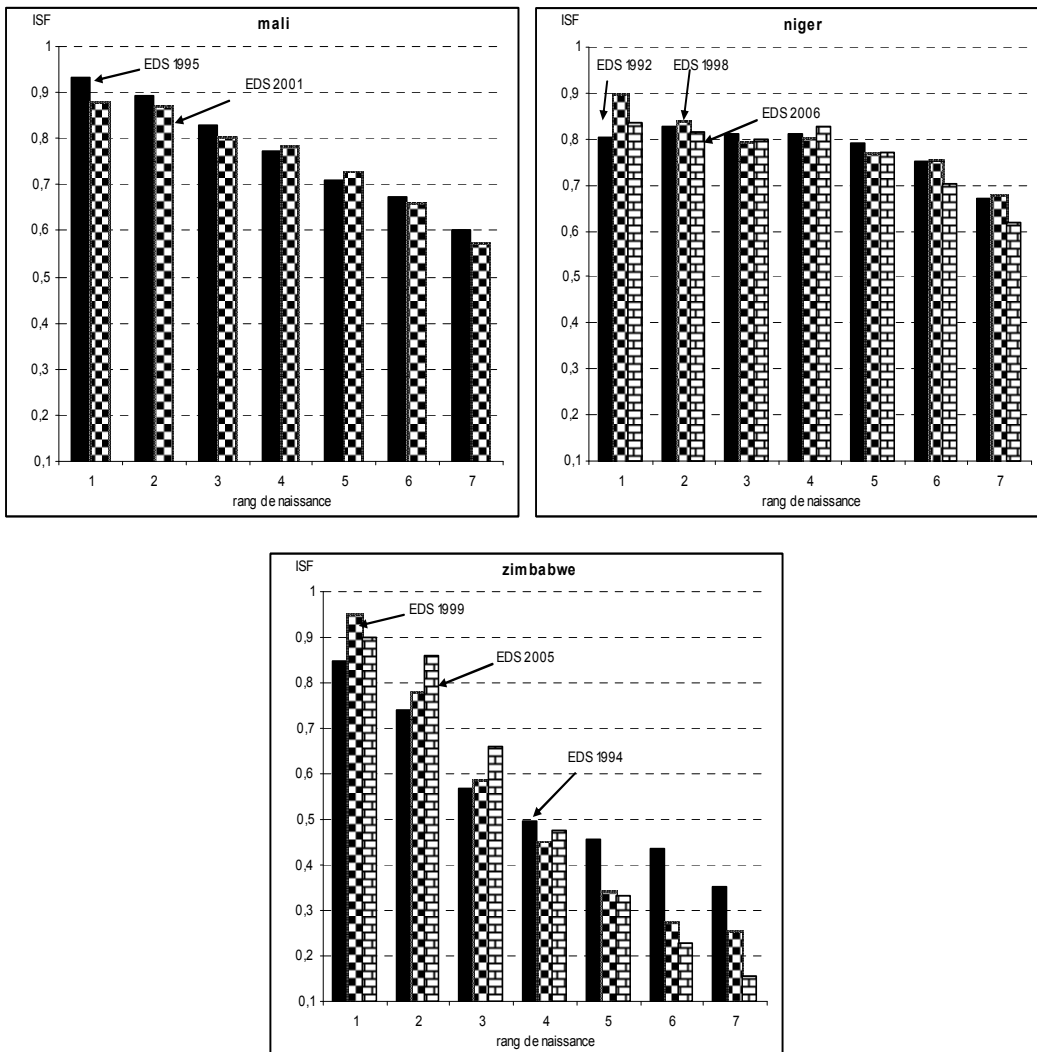 ISF
mali
1
0,9
0,8
0,7
0,6
0,5
0,4
0,3
0,2
0,1
EDS 1995
EDS 2001
1 2 3 4 5 6 7
rang de naissance
ISF
niger
1
0,9
0,8
0,7
0,6
0,5
0,4
0,3
0,2
0,1
EDS 1992
EDS 1998
EDS 2006
1 2 3 4 5 6 7
rang de naissance
ISF
zimbabwe
1
0,9
0,8
0,7
0,6
0,5
0,4
0,3
0,2
0,1
EDS 1999
EDS 2005
EDS 1994
1 2 3 4 5 6 7
rang de naissance